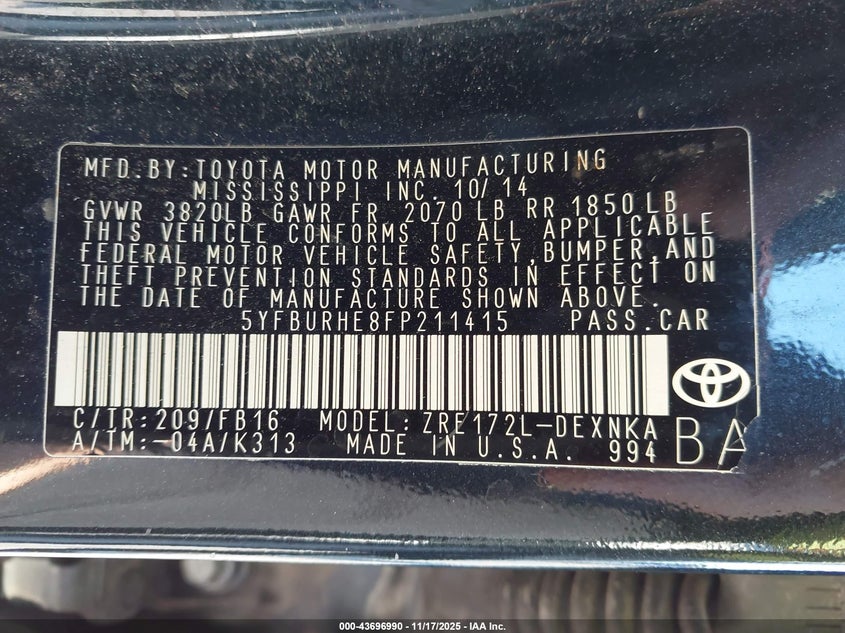 MFD.BY:TOYOTA MOTOR MANUFACTURING
MISSISSIPPI INC. 10/14
GVWR 3820LB GAWR FR 2070 LB RR 1850 LB
THIS VEHICLE CONFORMS TO ALL APPLICABLE
FEDERAL MOTOR VEHICLE SAFETY,BUMPER,AND
THEFT PREVENTION STANDARDS IN EFFECT ON
THE DATE OF MANUFACTURE SHOWN ABOVE.
5YFBURHE8FP211415 PASS.CAR
C/TR:209/FB16 MODEL:ZRE172L-DEXNKA
A/TM:-04A/K313 MADE IN U.S.A. 994
BA
000-43696990 - 11/17/2025 - IAA Inc.